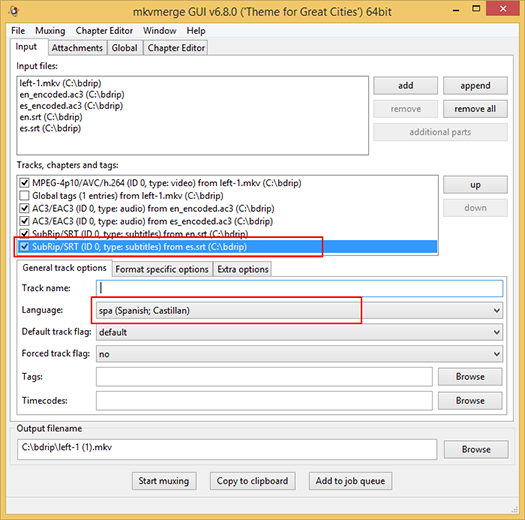 mkvmerge GUI v6.8.0 ('Theme for Great Cities') 64bit
File Muxing Chapter Editor Window Help
Input Attachments Global Chapter Editor
Input files:
left-1.mkv (C:\bdrip)
en_encoded.ac3 (C:\bdrip)
es_encoded.ac3 (C:\bdrip)
en.srt (C:\bdrip)
es.srt (C:\bdrip)
add append
remove remove all
additional parts
Tracks, chapters and tags:
MPEG-4p10/AVC/h.264 (ID 0, type: video) from left-1.mkv (C:\bdrip)
Global tags (1 entries) from left-1.mkv (C:\bdrip)
AC3/EAC3 (ID 0, type: audio) from en_encoded.ac3 (C:\bdrip)
AC3/EAC3 (ID 0, type: audio) from es_encoded.ac3 (C:\bdrip)
SubRip/SRT (ID 0, type: subtitles) from en.srt (C:\bdrip)
SubRip/SRT (ID 0, type: subtitles) from es.srt (C:\bdrip)
up
down
General track options Format specific options Extra options
Track name:
Language: spa (Spanish; Castillan)
Default track flag: default
Forced track flag: no
Tags: Browse
Timecodes: Browse
Output filename
C:\bdrip\left-1 (1).mkv Browse
Start muxing Copy to clipboard Add to job queue